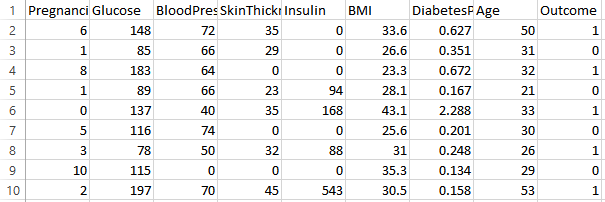 1 Pregnanci Glucose BloodPres SkinThickn Insulin BMI DiabetesP Age Outcome
2 6 148 72 35 0 33.6 0.627 50 1
3 1 85 66 29 0 26.6 0.351 31 0
4 8 183 64 0 0 23.3 0.672 32 1
5 1 89 66 23 94 28.1 0.167 21 0
6 0 137 40 35 168 43.1 2.288 33 1
7 5 116 74 0 0 25.6 0.201 30 0
8 3 78 50 32 88 31 0.248 26 1
9 10 115 0 0 0 35.3 0.134 29 0
10 2 197 70 45 543 30.5 0.158 53 1